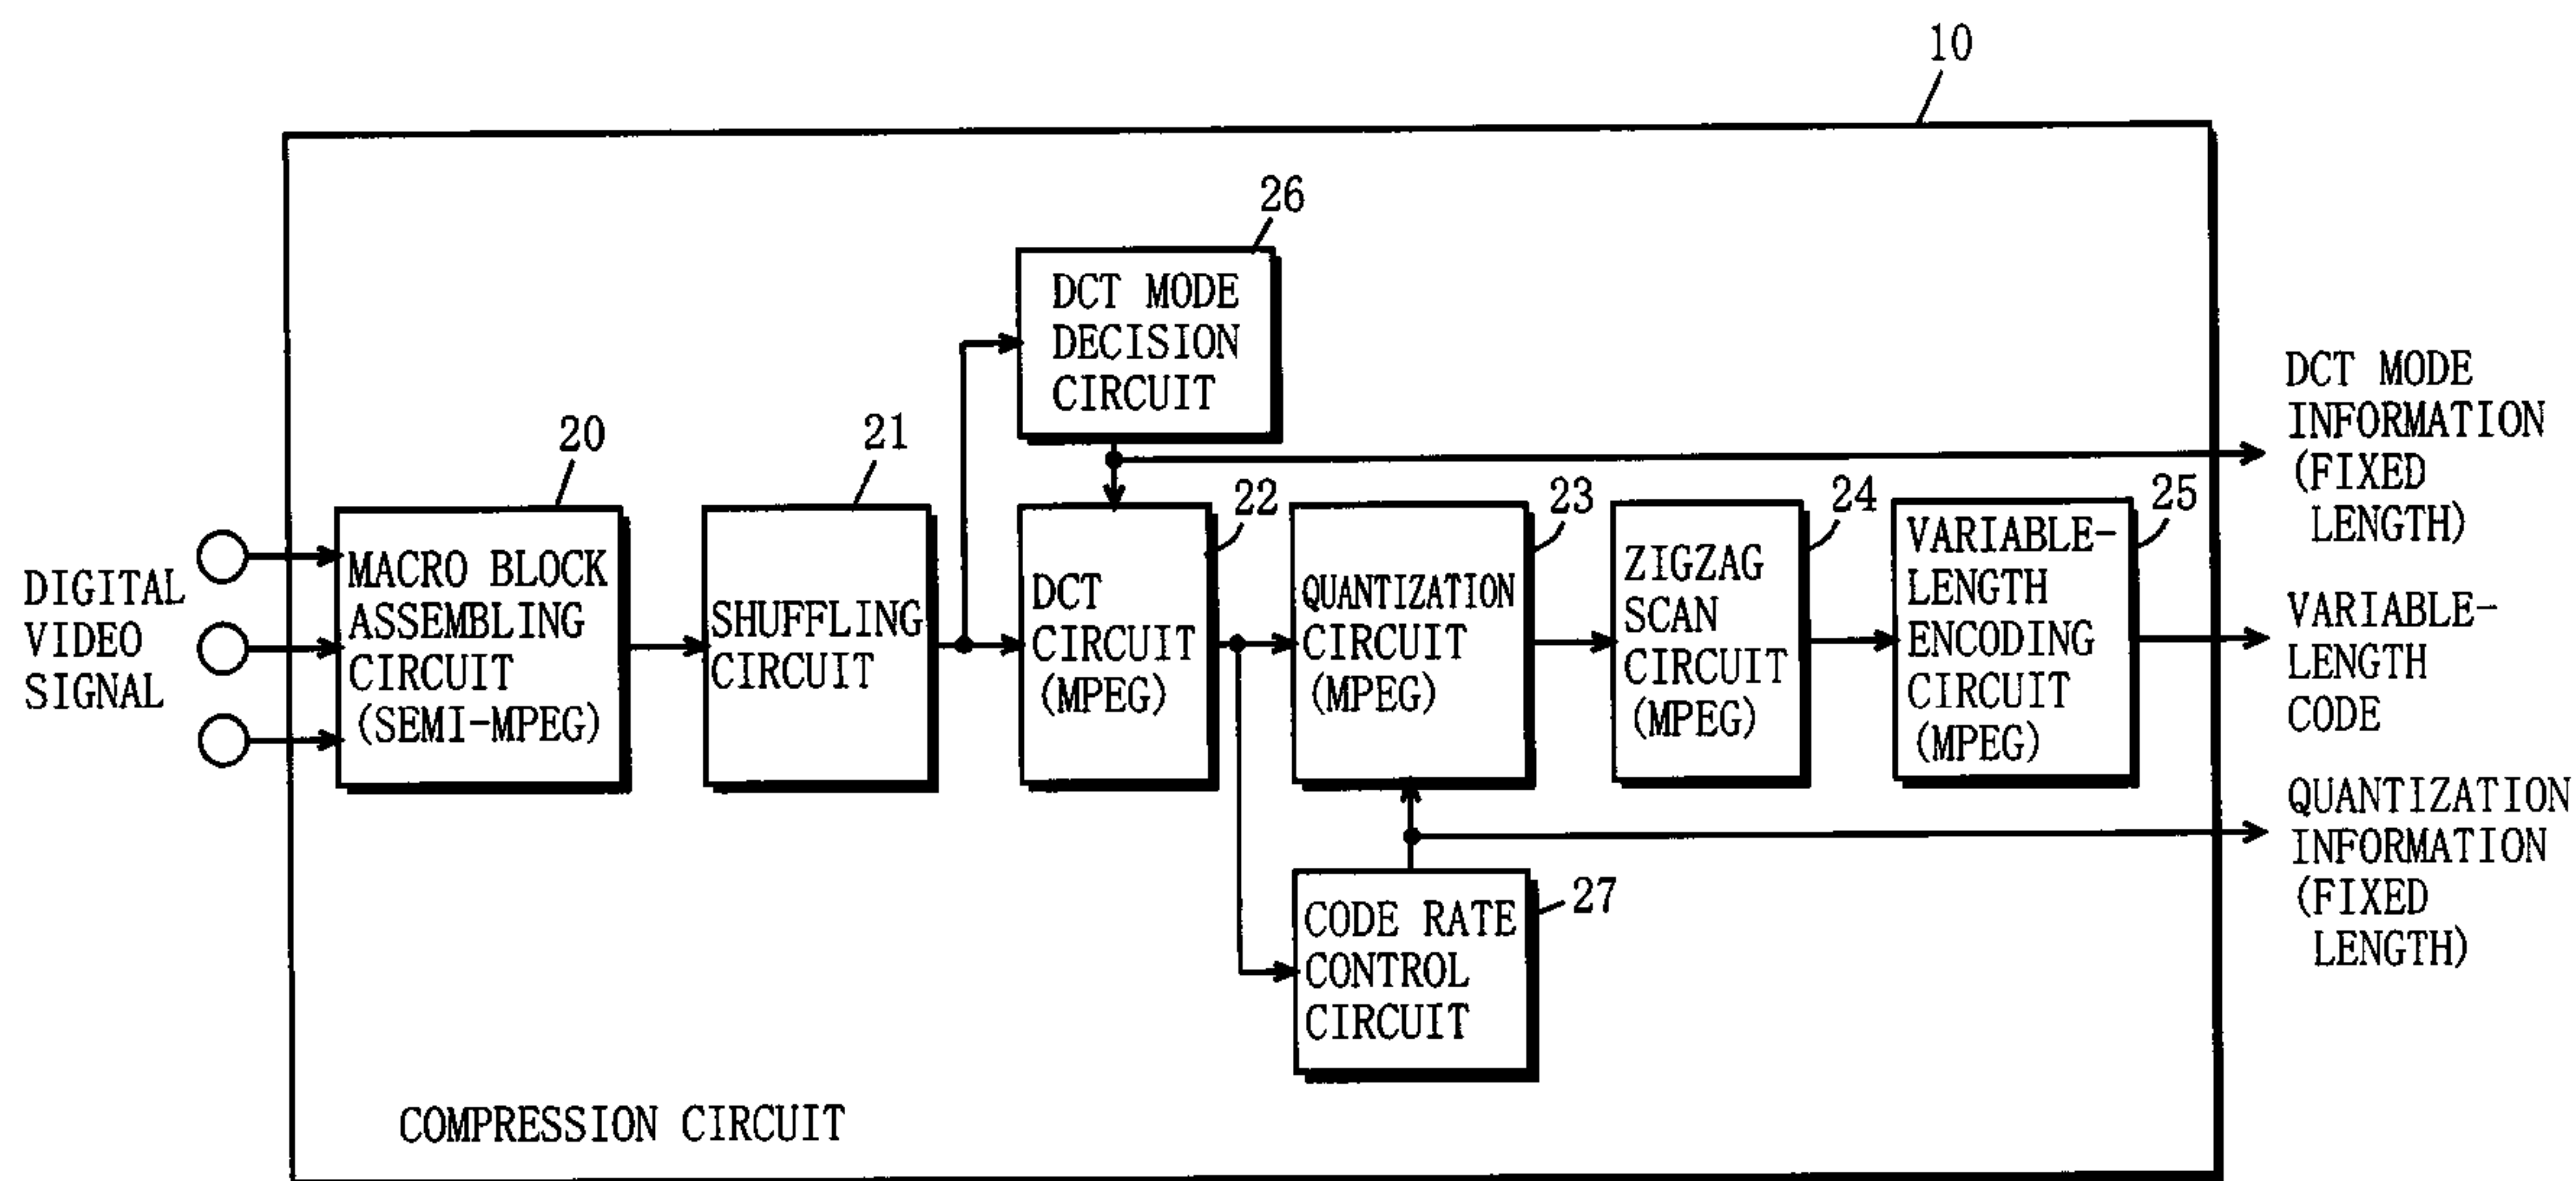 10
26
DCT MODE
DECISION
CIRCUIT
DCT MODE
INFORMATION
(FIXED
LENGTH)
20
21
22
23
24
25
DIGITAL
VIDEO
SIGNAL
MACRO BLOCK
ASSEMBLING
CIRCUIT
(SEMI-MPEG)
SHUFFLING
CIRCUIT
DCT
CIRCUIT
(MPEG)
QUANTIZATION
CIRCUIT
(MPEG)
ZIGZAG
SCAN
CIRCUIT
(MPEG)
VARIABLE-
LENGTH
ENCODING
CIRCUIT
(MPEG)
VARIABLE-
LENGTH
CODE
QUANTIZATION
INFORMATION
(FIXED
LENGTH)
27
CODE RATE
CONTROL
CIRCUIT
COMPRESSION CIRCUIT